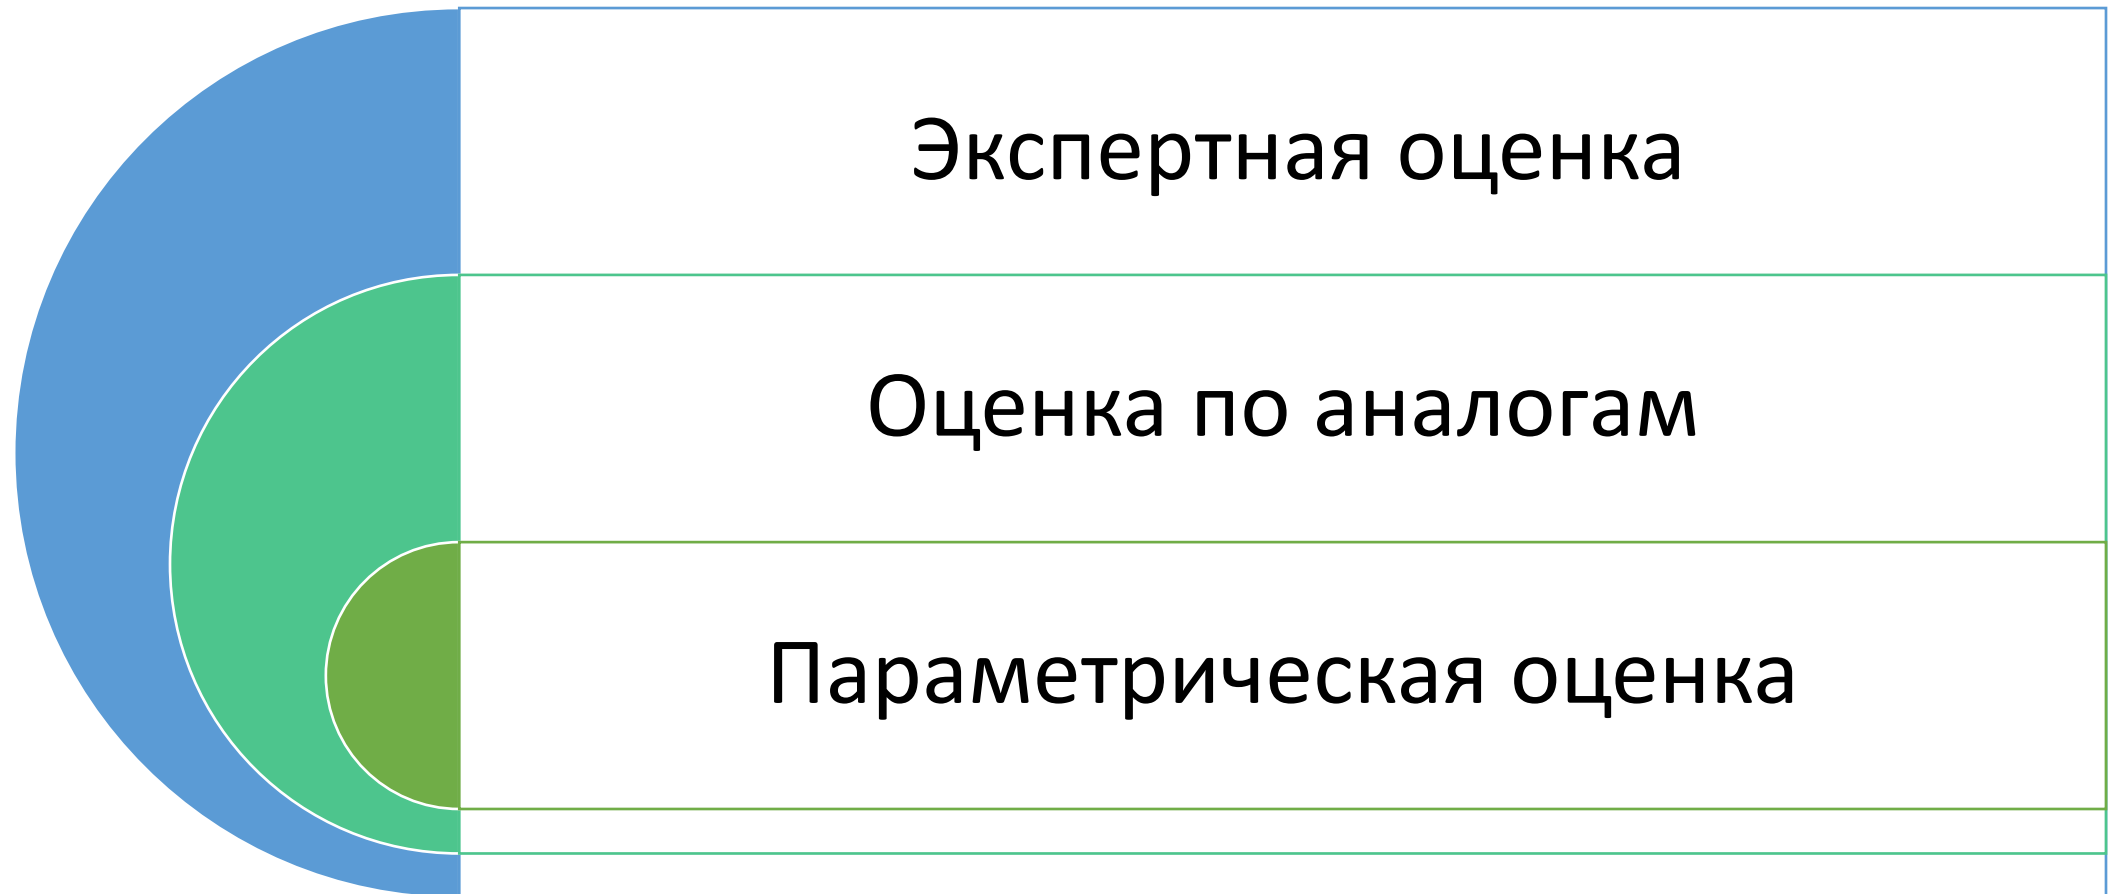 Экспертная оценка
Оценка по аналогам
Параметрическая оценка